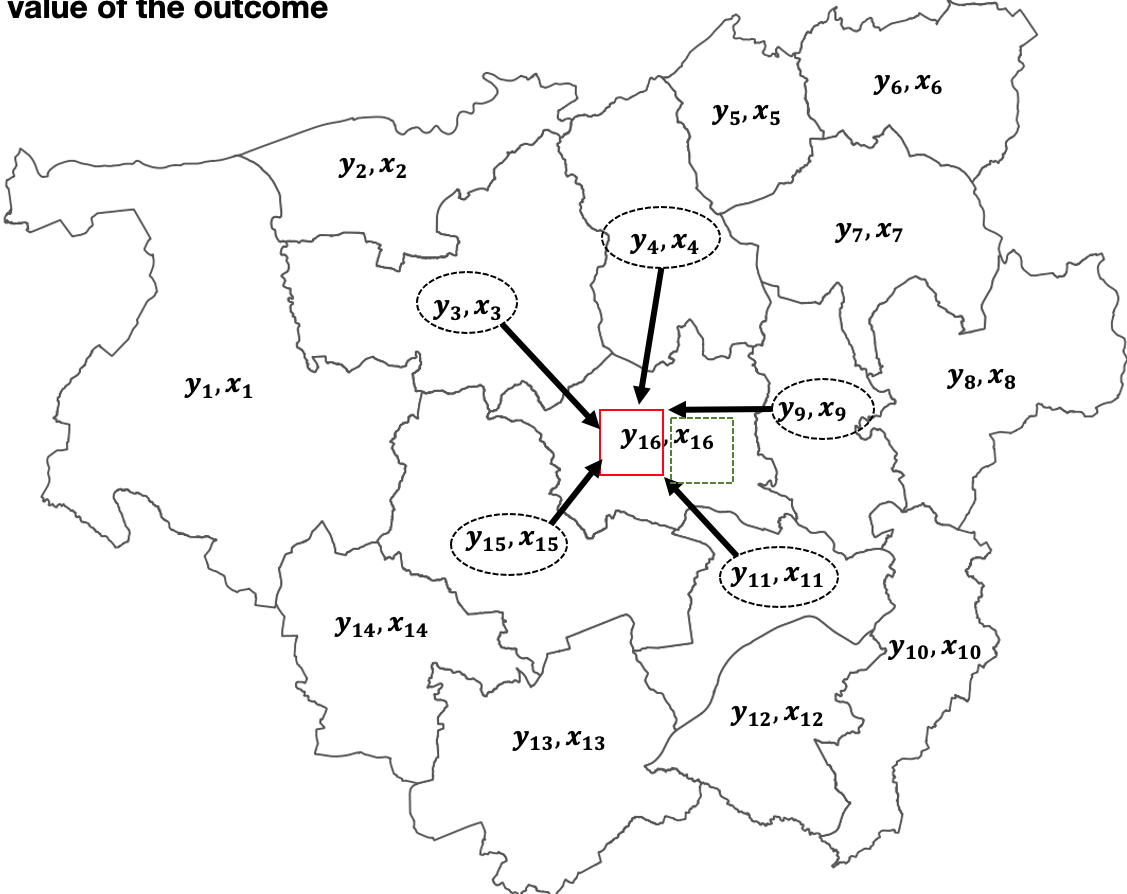 value of the outcome
y₆, x₆
y₅, x₅
y₂, x₂
y₇, x₇
y₄, x₄
y₃, x₃
y₈, x₈
y₁, x₁
y₉, x₉
y₁₆, x₁₆
y₁₅, x₁₅
y₁₁, x₁₁
y₁₄, x₁₄
y₁₀, x₁₀
y₁₂, x₁₂
y₁₃, x₁₃